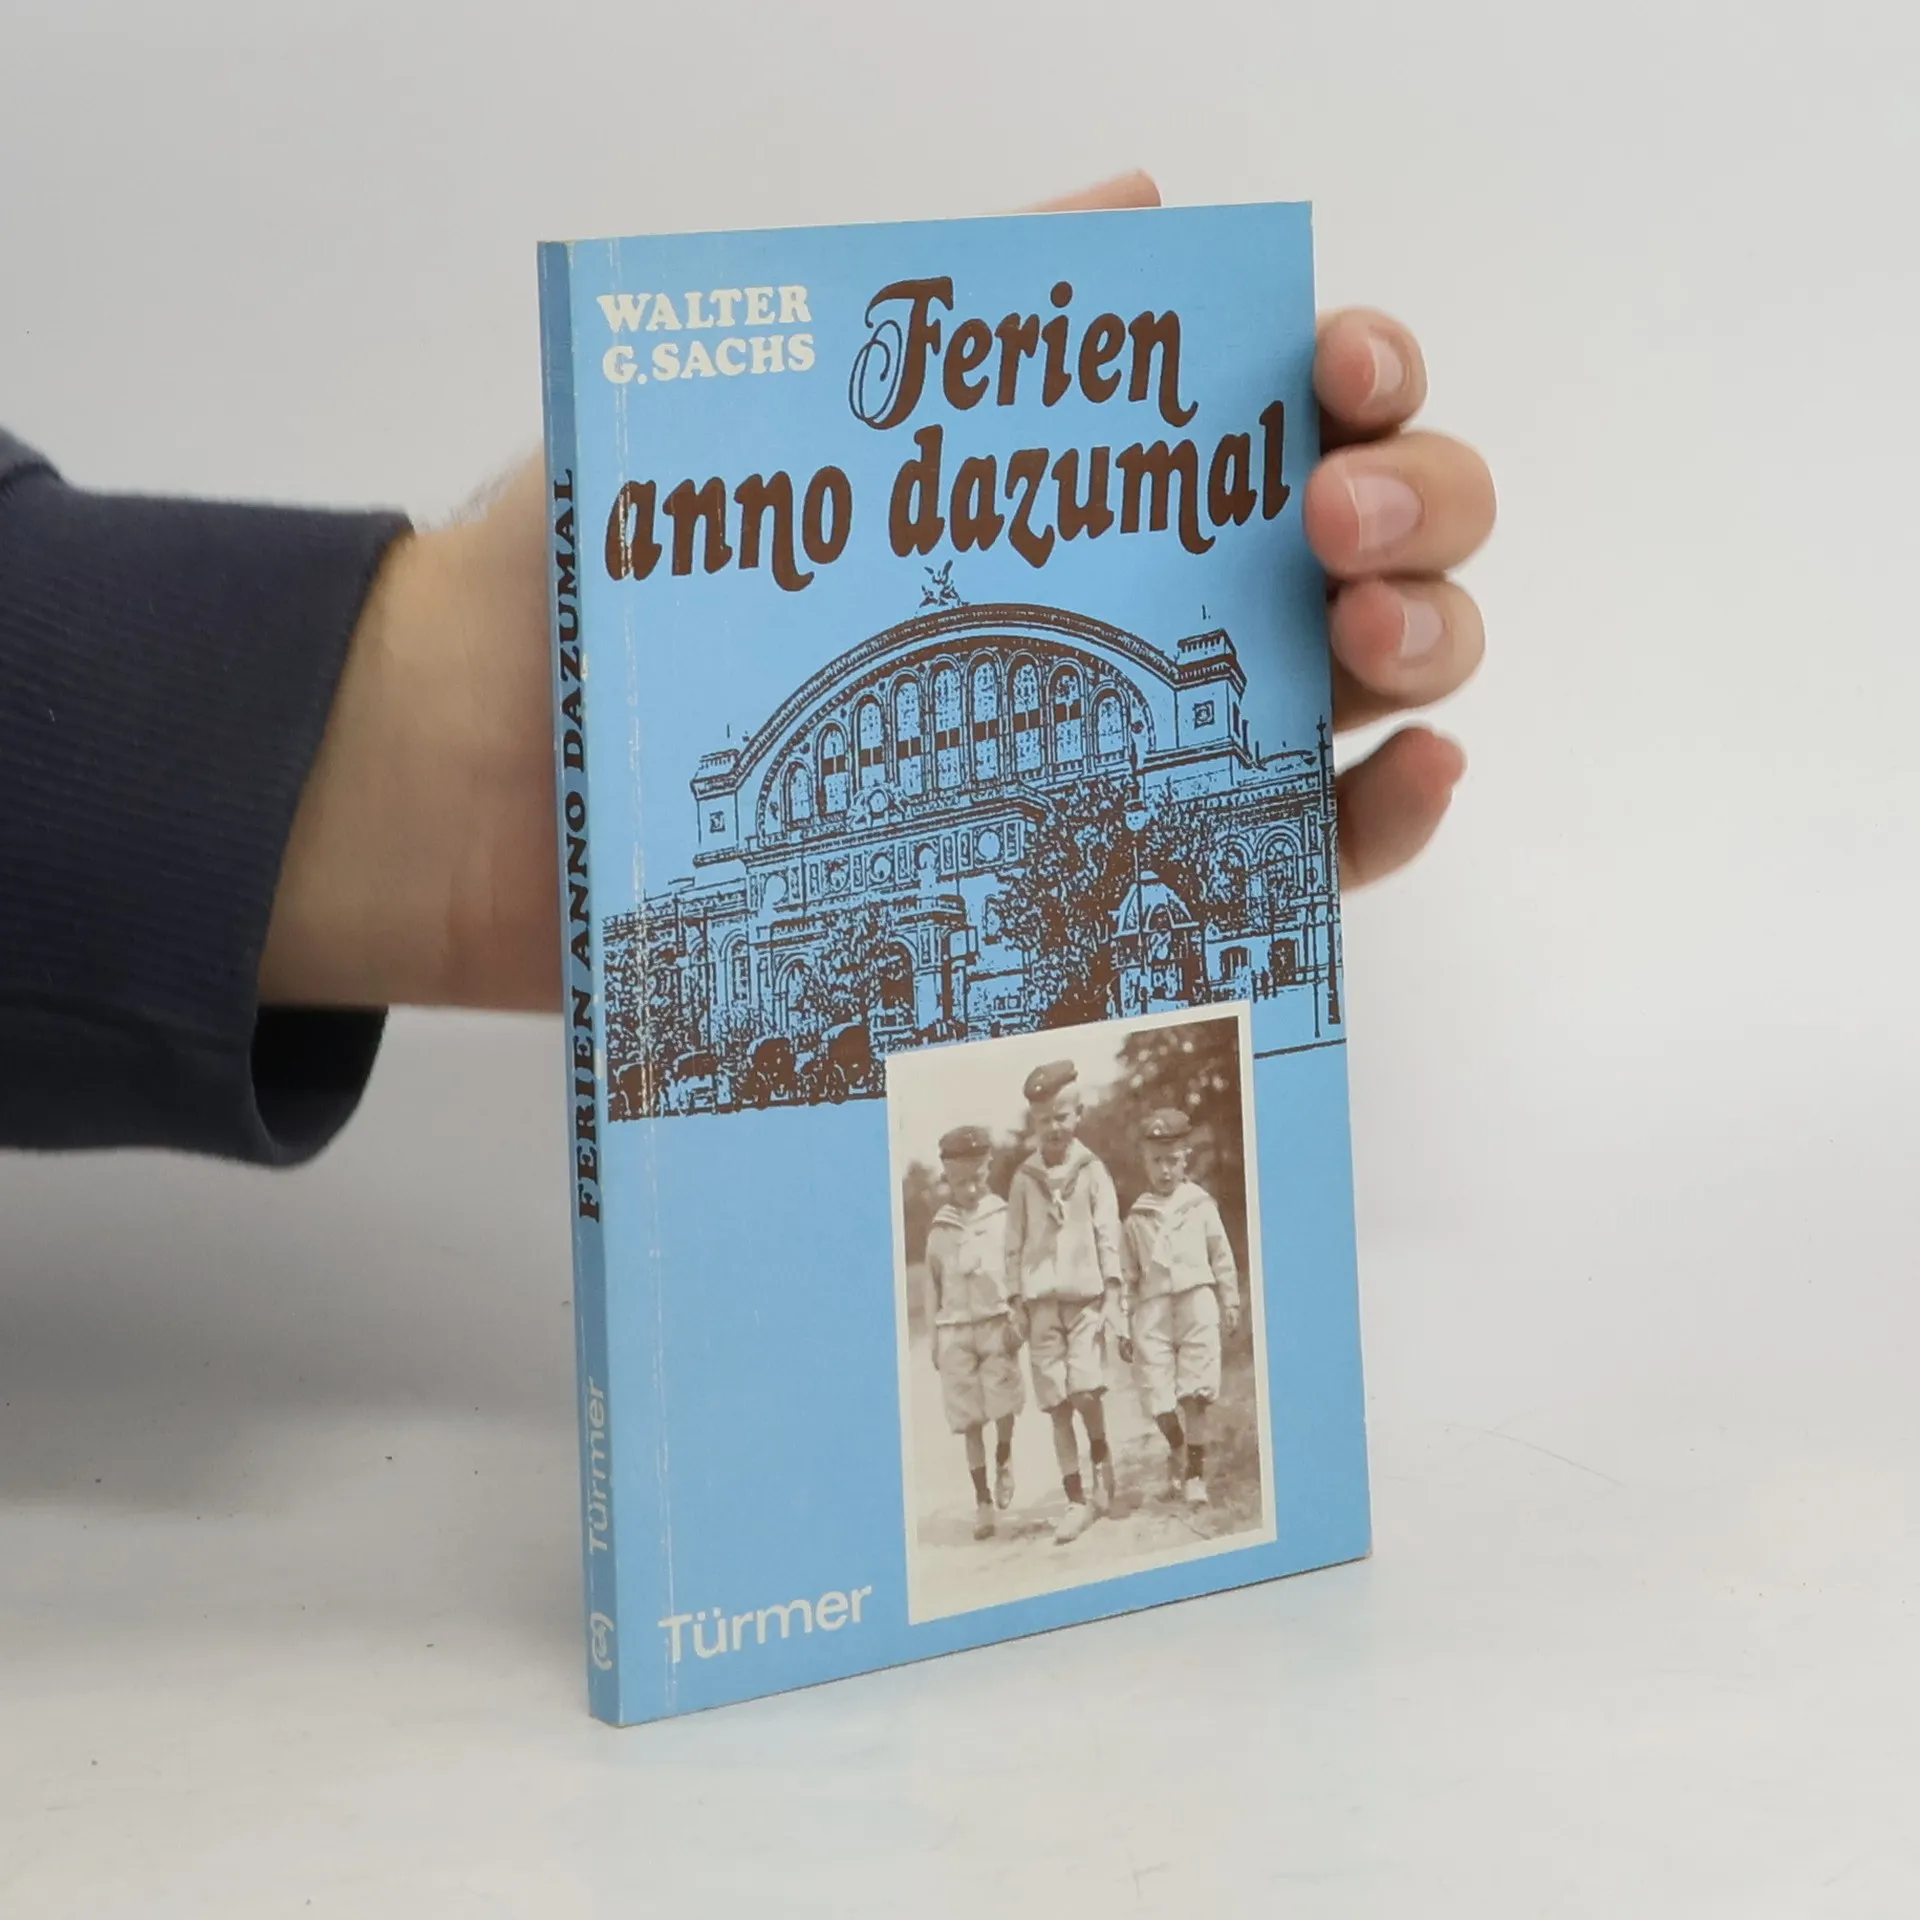 WALTER
G. SACHS
Ferien
anno dazumal
Türmer
FERIEN ANNO DAZUMAL
Türmer